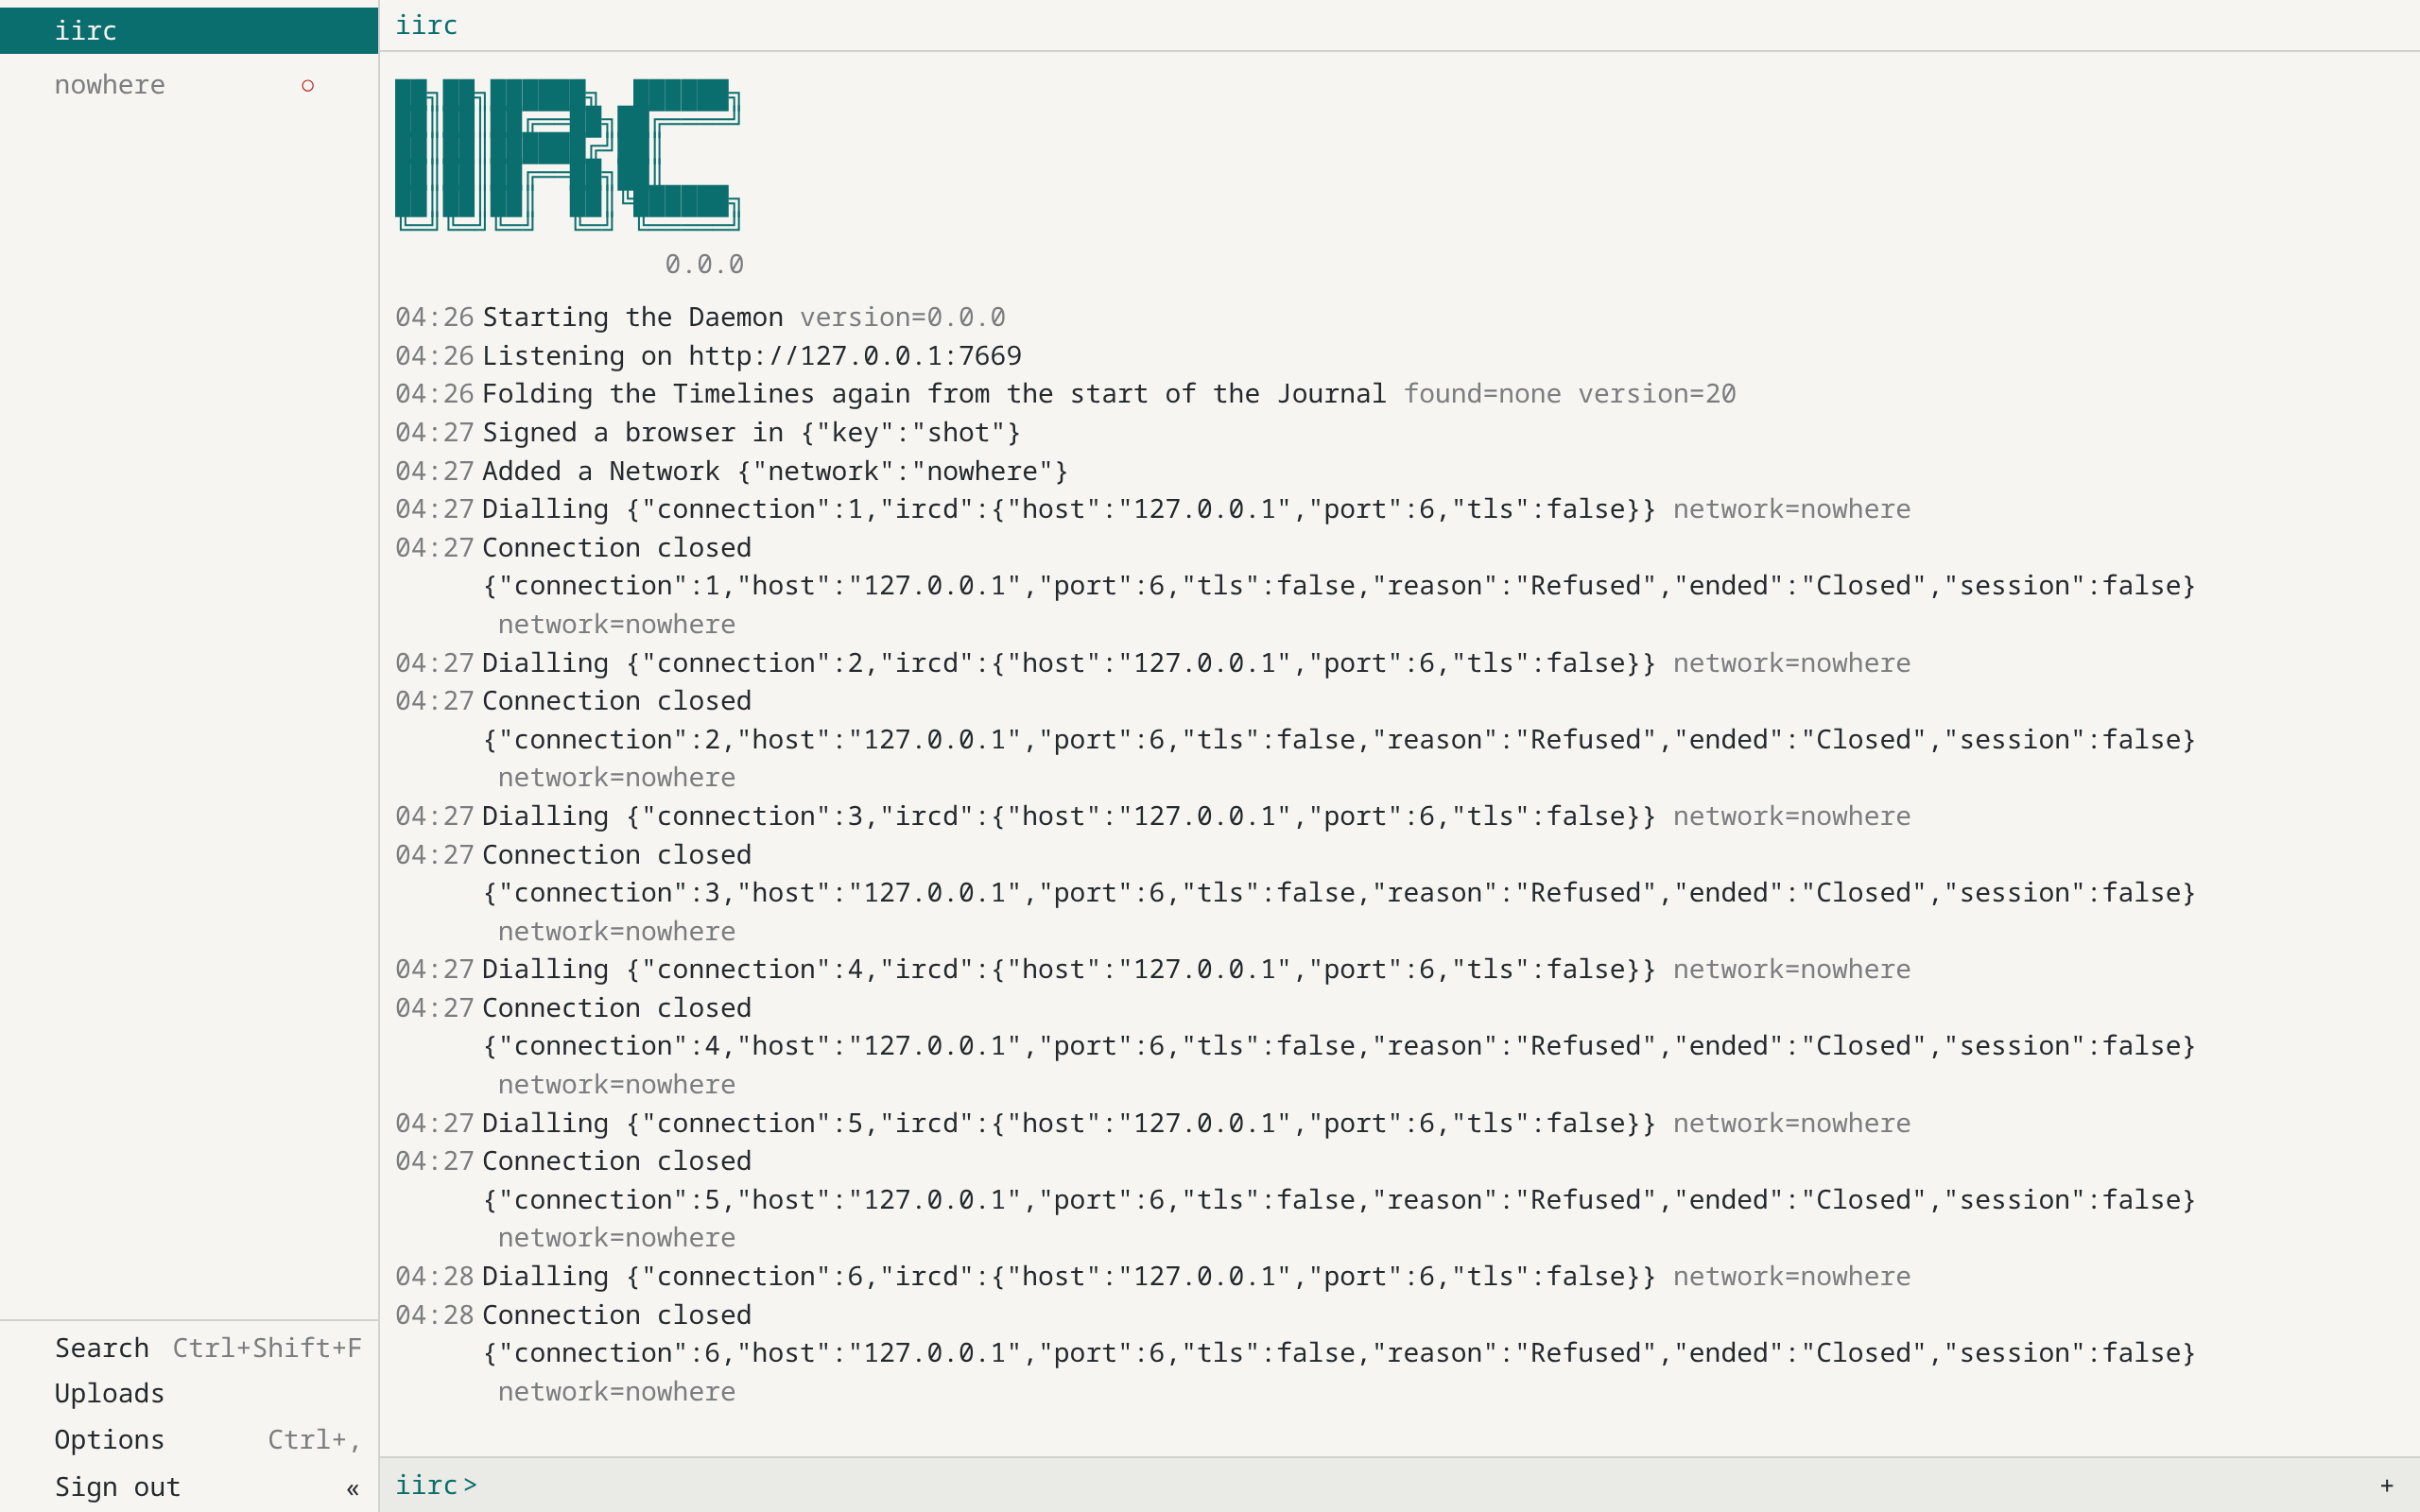 iirc
nowhere
iirc
IIRC
0.0.0
04:26 Starting the Daemon version=0.0.0
04:26 Listening on http://127.0.0.1:7669
04:26 Folding the Timelines again from the start of the Journal found=none version=20
04:27 Signed a browser in {"key":"shot"}
04:27 Added a Network {"network":"nowhere"}
04:27 Dialling {"connection":1,"ircd":{"host":"127.0.0.1","port":6,"tls":false}} network=nowhere
04:27 Connection closed
{"connection":1,"host":"127.0.0.1","port":6,"tls":false,"reason":"Refused","ended":"Closed","session":false}
network=nowhere
04:27 Dialling {"connection":2,"ircd":{"host":"127.0.0.1","port":6,"tls":false}} network=nowhere
04:27 Connection closed
{"connection":2,"host":"127.0.0.1","port":6,"tls":false,"reason":"Refused","ended":"Closed","session":false}
network=nowhere
04:27 Dialling {"connection":3,"ircd":{"host":"127.0.0.1","port":6,"tls":false}} network=nowhere
04:27 Connection closed
{"connection":3,"host":"127.0.0.1","port":6,"tls":false,"reason":"Refused","ended":"Closed","session":false}
network=nowhere
04:27 Dialling {"connection":4,"ircd":{"host":"127.0.0.1","port":6,"tls":false}} network=nowhere
04:27 Connection closed
{"connection":4,"host":"127.0.0.1","port":6,"tls":false,"reason":"Refused","ended":"Closed","session":false}
network=nowhere
04:27 Dialling {"connection":5,"ircd":{"host":"127.0.0.1","port":6,"tls":false}} network=nowhere
04:27 Connection closed
{"connection":5,"host":"127.0.0.1","port":6,"tls":false,"reason":"Refused","ended":"Closed","session":false}
network=nowhere
04:28 Dialling {"connection":6,"ircd":{"host":"127.0.0.1","port":6,"tls":false}} network=nowhere
04:28 Connection closed
{"connection":6,"host":"127.0.0.1","port":6,"tls":false,"reason":"Refused","ended":"Closed","session":false}
network=nowhere
Search Ctrl+Shift+F
Uploads
Options Ctrl+,
Sign out «
iirc> +